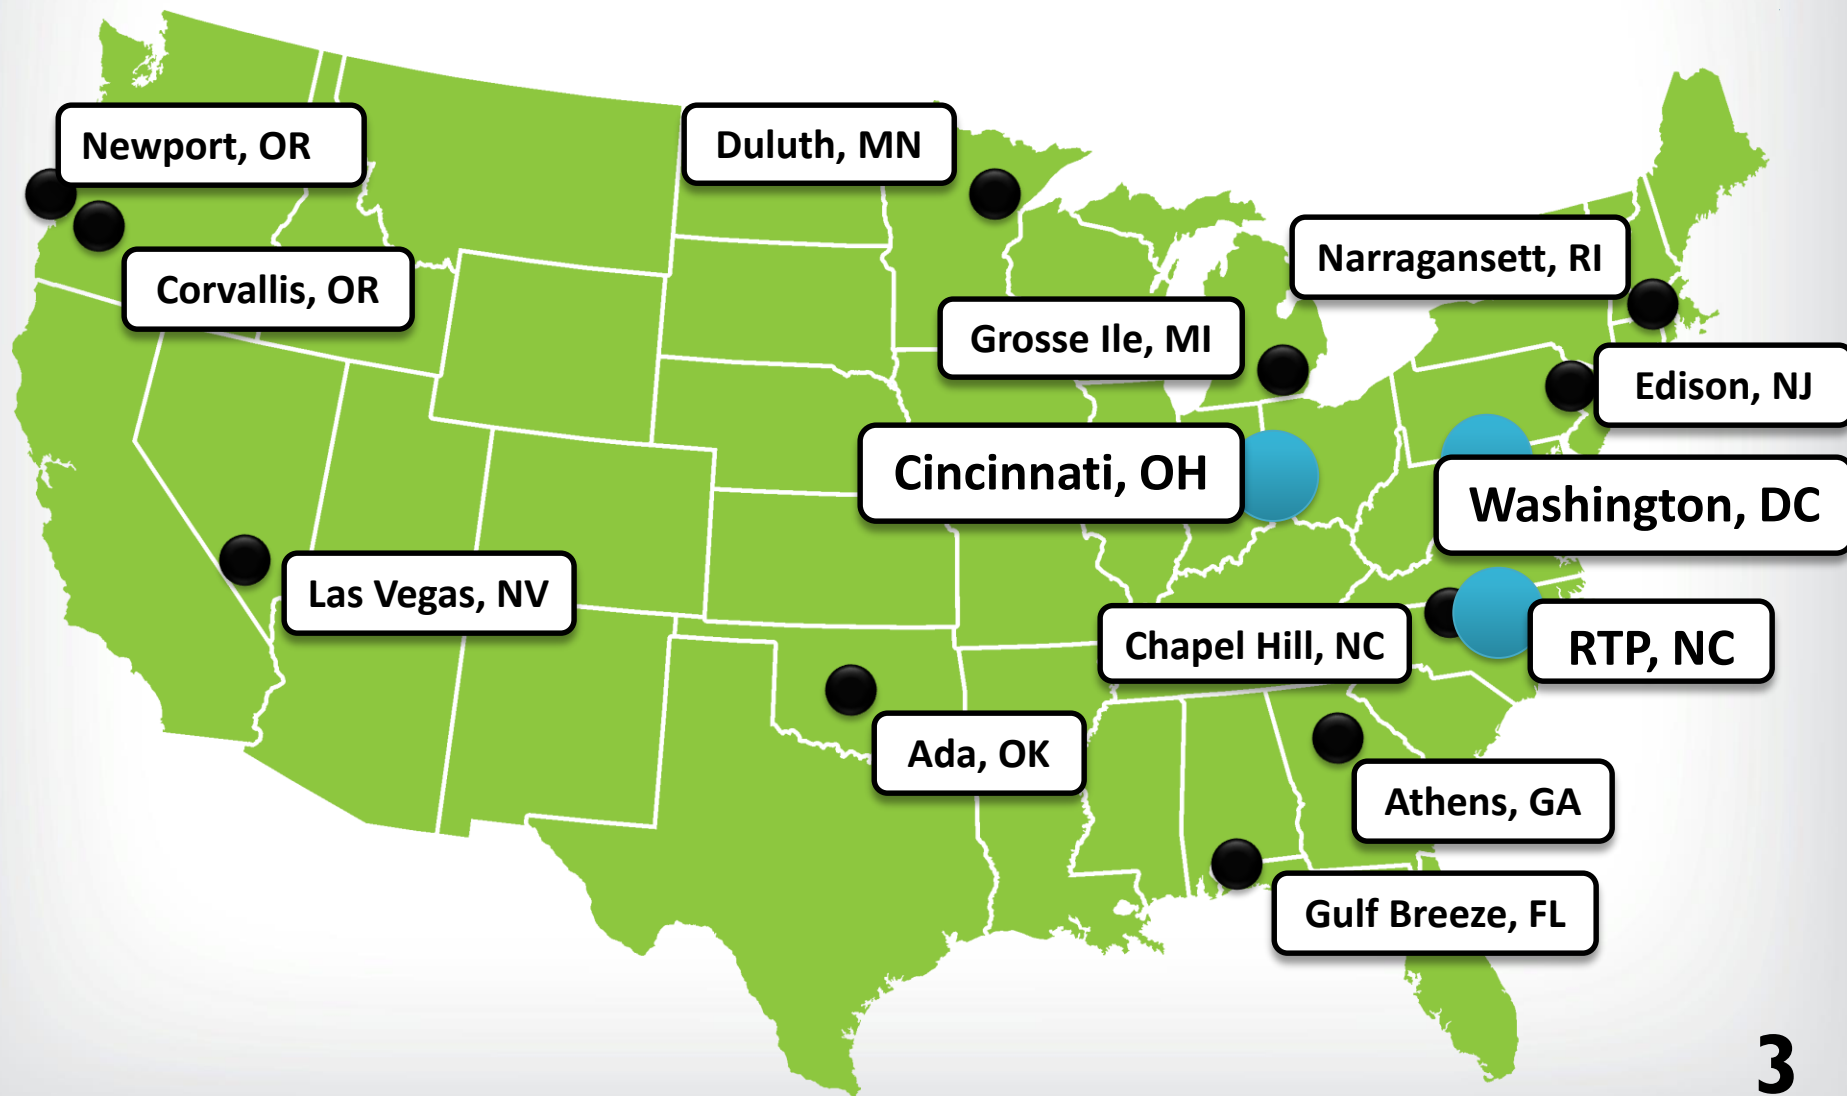 Newport, OR
Duluth, MN
Narragansett, RI
Corvallis, OR
Grosse Ile, MI
Edison, NJ
Cincinnati, OH
Washington, DC
Las Vegas, NV
Chapel Hill, NC
RTP, NC
Ada, OK
Athens, GA
Gulf Breeze, FL
3